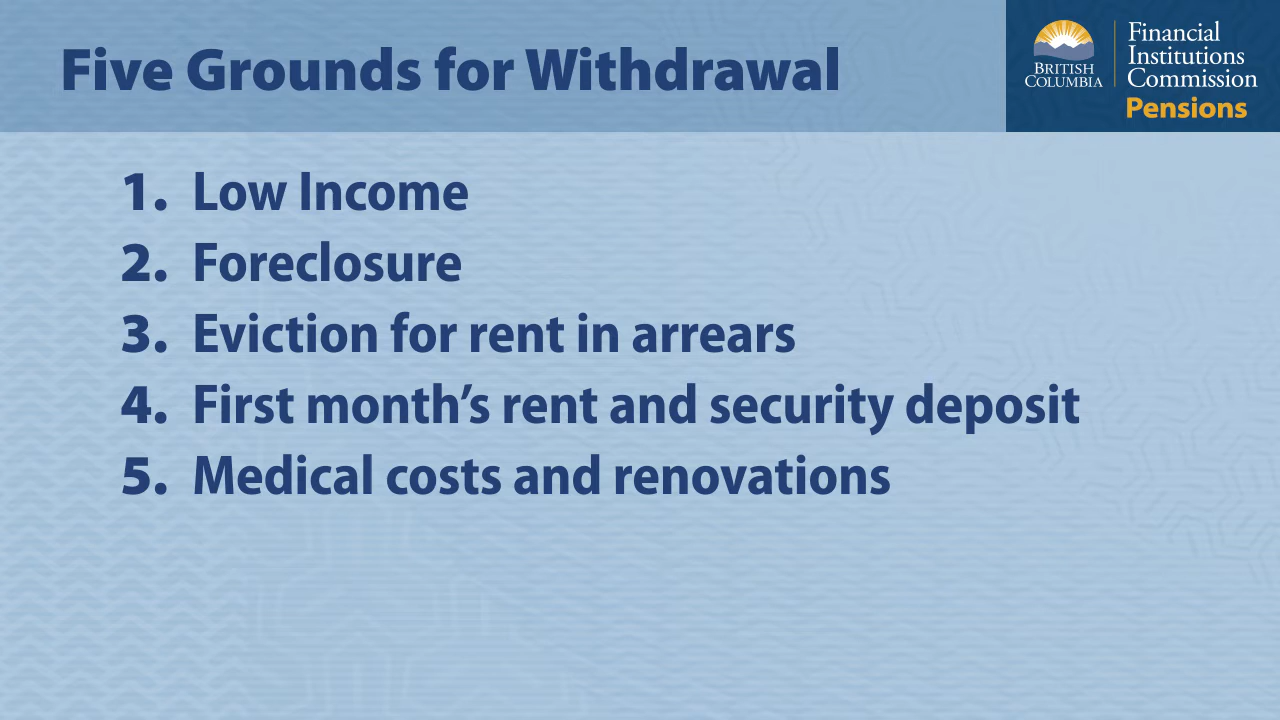 Five Grounds for Withdrawal
BRITISH
COLUMBIA
Financial
Institutions
Commission
Pensions
1. Low Income
2. Foreclosure
3. Eviction for rent in arrears
4. First month’s rent and security deposit
5. Medical costs and renovations